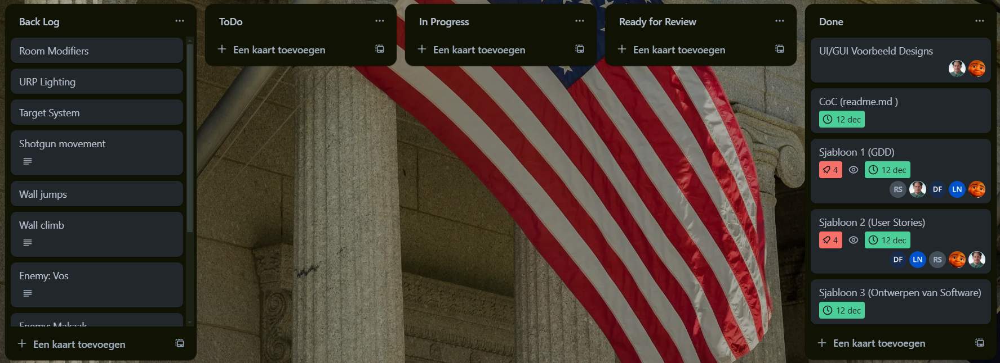 Back Log
Room Modifiers
URP Lighting
Target System
Shotgun movement
Wall jumps
Wall climb
Enemy: Vos
Enemy: Makaak
Een kaart toevoegen
ToDo
Een kaart toevoegen
In Progress
Een kaart toevoegen
Ready for Review
Een kaart toevoegen
Done
UI/GUI Voorbeeld Designs
CoC (readme.md )
12 dec
Sjabloon 1 (GDD)
4 12 dec
RS DF LN
Sjabloon 2 (User Stories)
4 12 dec
DF LN RS
Sjabloon 3 (Ontwerpen van Software)
12 dec
Een kaart toevoegen